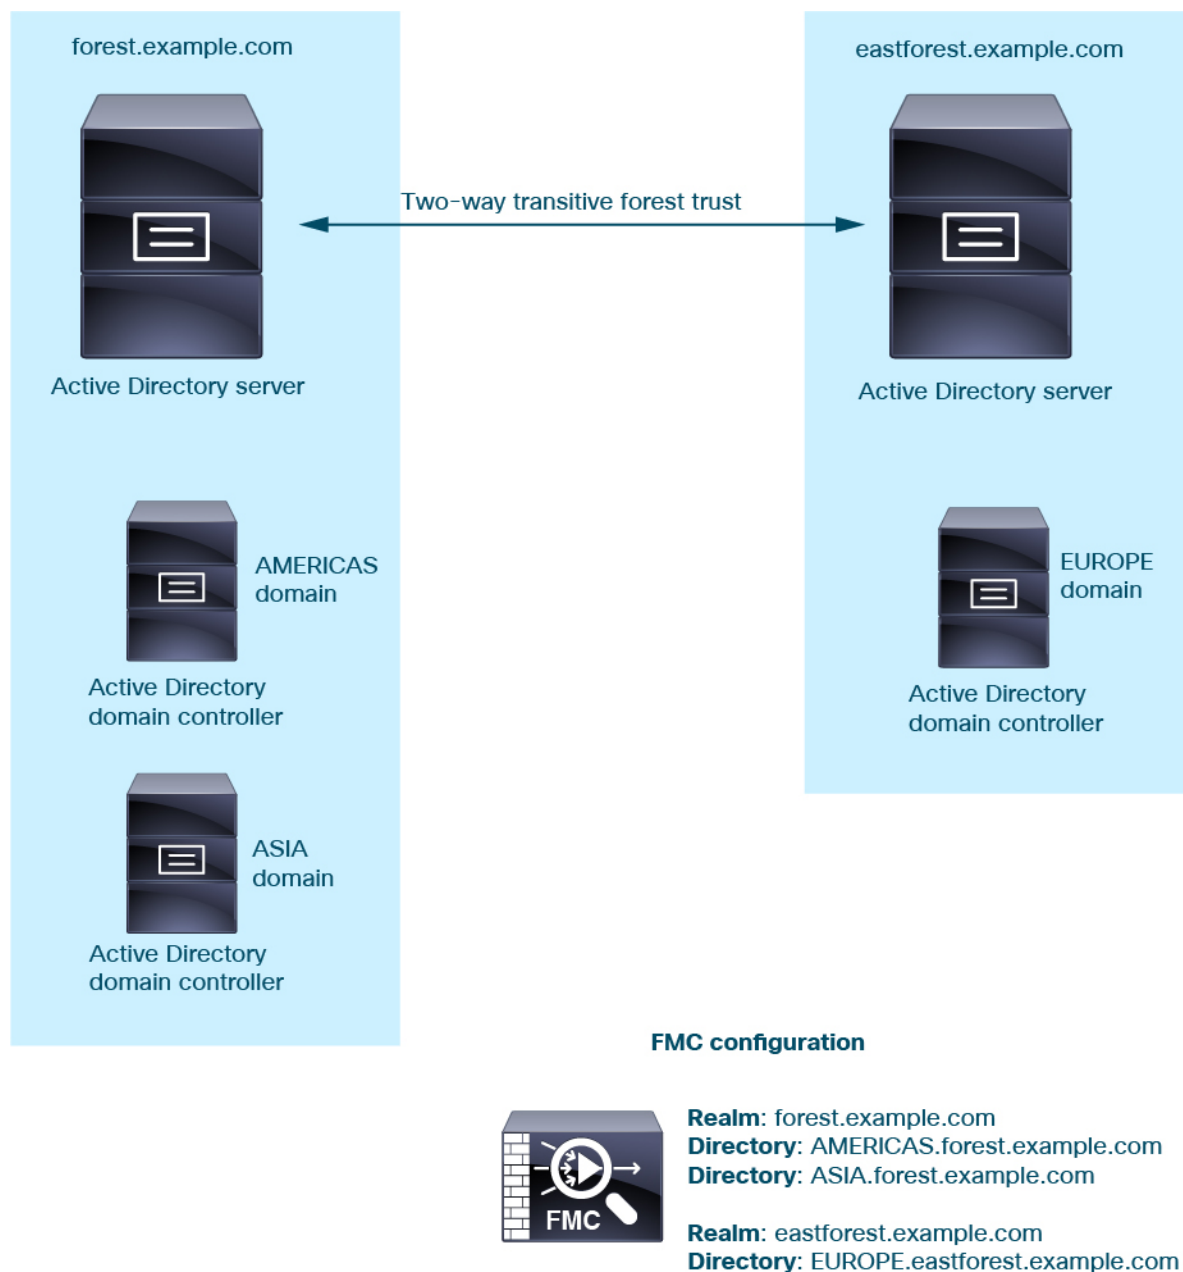 forest.example.com
eastforest.example.com
Two-way transitive forest trust
Active Directory server
Active Directory server
AMERICAS
domain
Active Directory
domain controller
EUROPE
domain
Active Directory
domain controller
ASIA
domain
Active Directory
domain controller
FMC configuration
FMC
Realm: forest.example.com
Directory: AMERICAS.forest.example.com
Directory: ASIA.forest.example.com
Realm: eastforest.example.com
Directory: EUROPE.eastforest.example.com